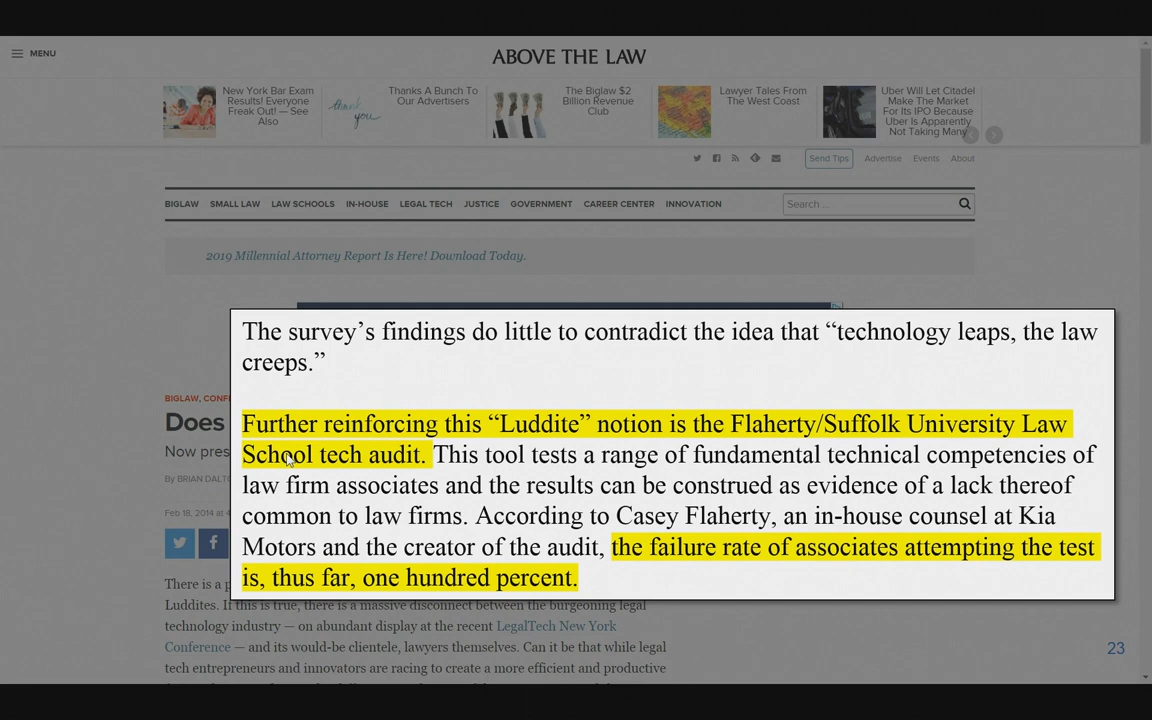 MENU
ABOVE THE LAW
New York Bar Exam
Results! Everyone
Freak Out! — See
Also
thank
you
Thanks A Bunch To
Our Advertisers
The Biglaw $2
Billion Revenue
Club
Lawyer Tales From
The West Coast
Uber Will Let Citadel
Make The Market
For Its IPO Because
Uber Is Apparently
Not Taking Many
Send Tips
Advertise
Events
About
BIGLAW SMALL LAW LAW SCHOOLS IN-HOUSE LEGAL TECH JUSTICE GOVERNMENT CAREER CENTER INNOVATION
Search ...
2019 Millennial Attorney Report Is Here! Download Today.
The survey’s findings do little to contradict the idea that “technology leaps, the law
creeps.”
Further reinforcing this “Luddite” notion is the Flaherty/Suffolk University Law
School tech audit. This tool tests a range of fundamental technical competencies of
law firm associates and the results can be construed as evidence of a lack thereof
common to law firms. According to Casey Flaherty, an in-house counsel at Kia
Motors and the creator of the audit, the failure rate of associates attempting the test
is, thus far, one hundred percent.
BIGLAW,
Does
Now
By BRIAN
Feb 18, 2014 at
There is a
Luddites. If this is true, there is a massive disconnect between the burgeoning legal
technology industry — on abundant display at the recent LegalTech New York
Conference — and its would-be clientele, lawyers themselves. Can it be that while legal
tech entrepreneurs and innovators are racing to create a more efficient and productive
23